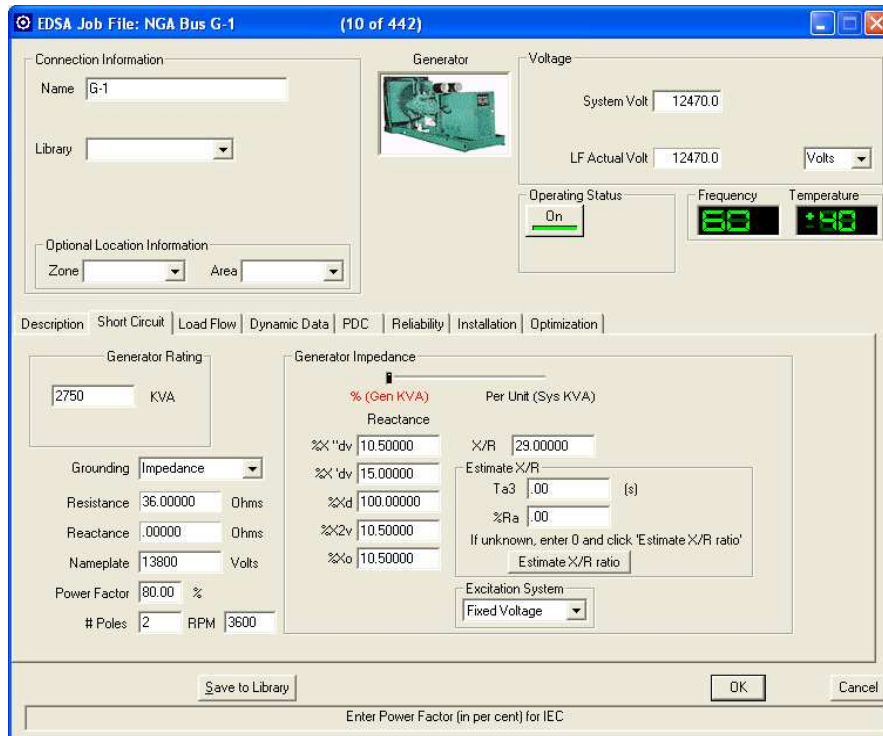 EDSA Job File: NGA Bus G-1 (10 of 442)
Connection Information
Name G-1
Library
Optional Location Information
Zone Area
Generator
Voltage
System Volt 12470.0
LF Actual Volt 12470.0 Volts
Operating Status
On
Frequency Temperature
60 ±40
Description Short Circuit Load Flow Dynamic Data PDC Reliability Installation Optimization
Generator Rating
2750 KVA
Grounding Impedance
Resistance 36.00000 Ohms
Reactance .00000 Ohms
Nameplate 13800 Volts
Power Factor 80.00 %
# Poles 2 RPM 3600
Generator Impedance
% (Gen KVA) Per Unit (Sys KVA)
Reactance
%X "dv 10.50000
%X 'dv 15.00000
%Xd 100.00000
%X2v 10.50000
%Xo 10.50000
X/R 29.00000
Estimate X/R
Ta3 .00 (s)
%Ra .00
If unknown, enter 0 and click 'Estimate X/R ratio'
Estimate X/R ratio
Excitation System
Fixed Voltage
Save to Library OK Cancel
Enter Power Factor (in per cent) for IEC